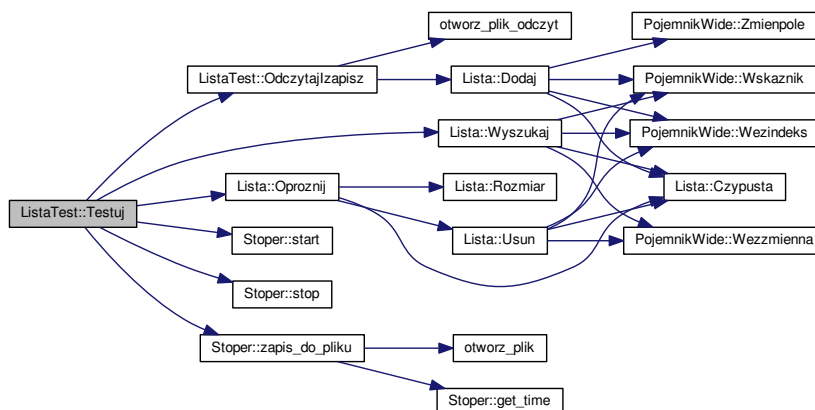 otworz_plik_odczyt
PojemnikWide::Zmienpole
ListaTest::OdczytajIzapisz
Lista::Dodaj
PojemnikWide::Wskaznik
Lista::Wyszukaj
PojemnikWide::Wezindeks
Lista::Oproznij
Lista::Rozmiar
Lista::Czypusta
ListaTest::Testuj
Stoper::start
Lista::Usun
PojemnikWide::Wezzmienna
Stoper::stop
Stoper::zapis_do_pliku
otworz_plik
Stoper::get_time